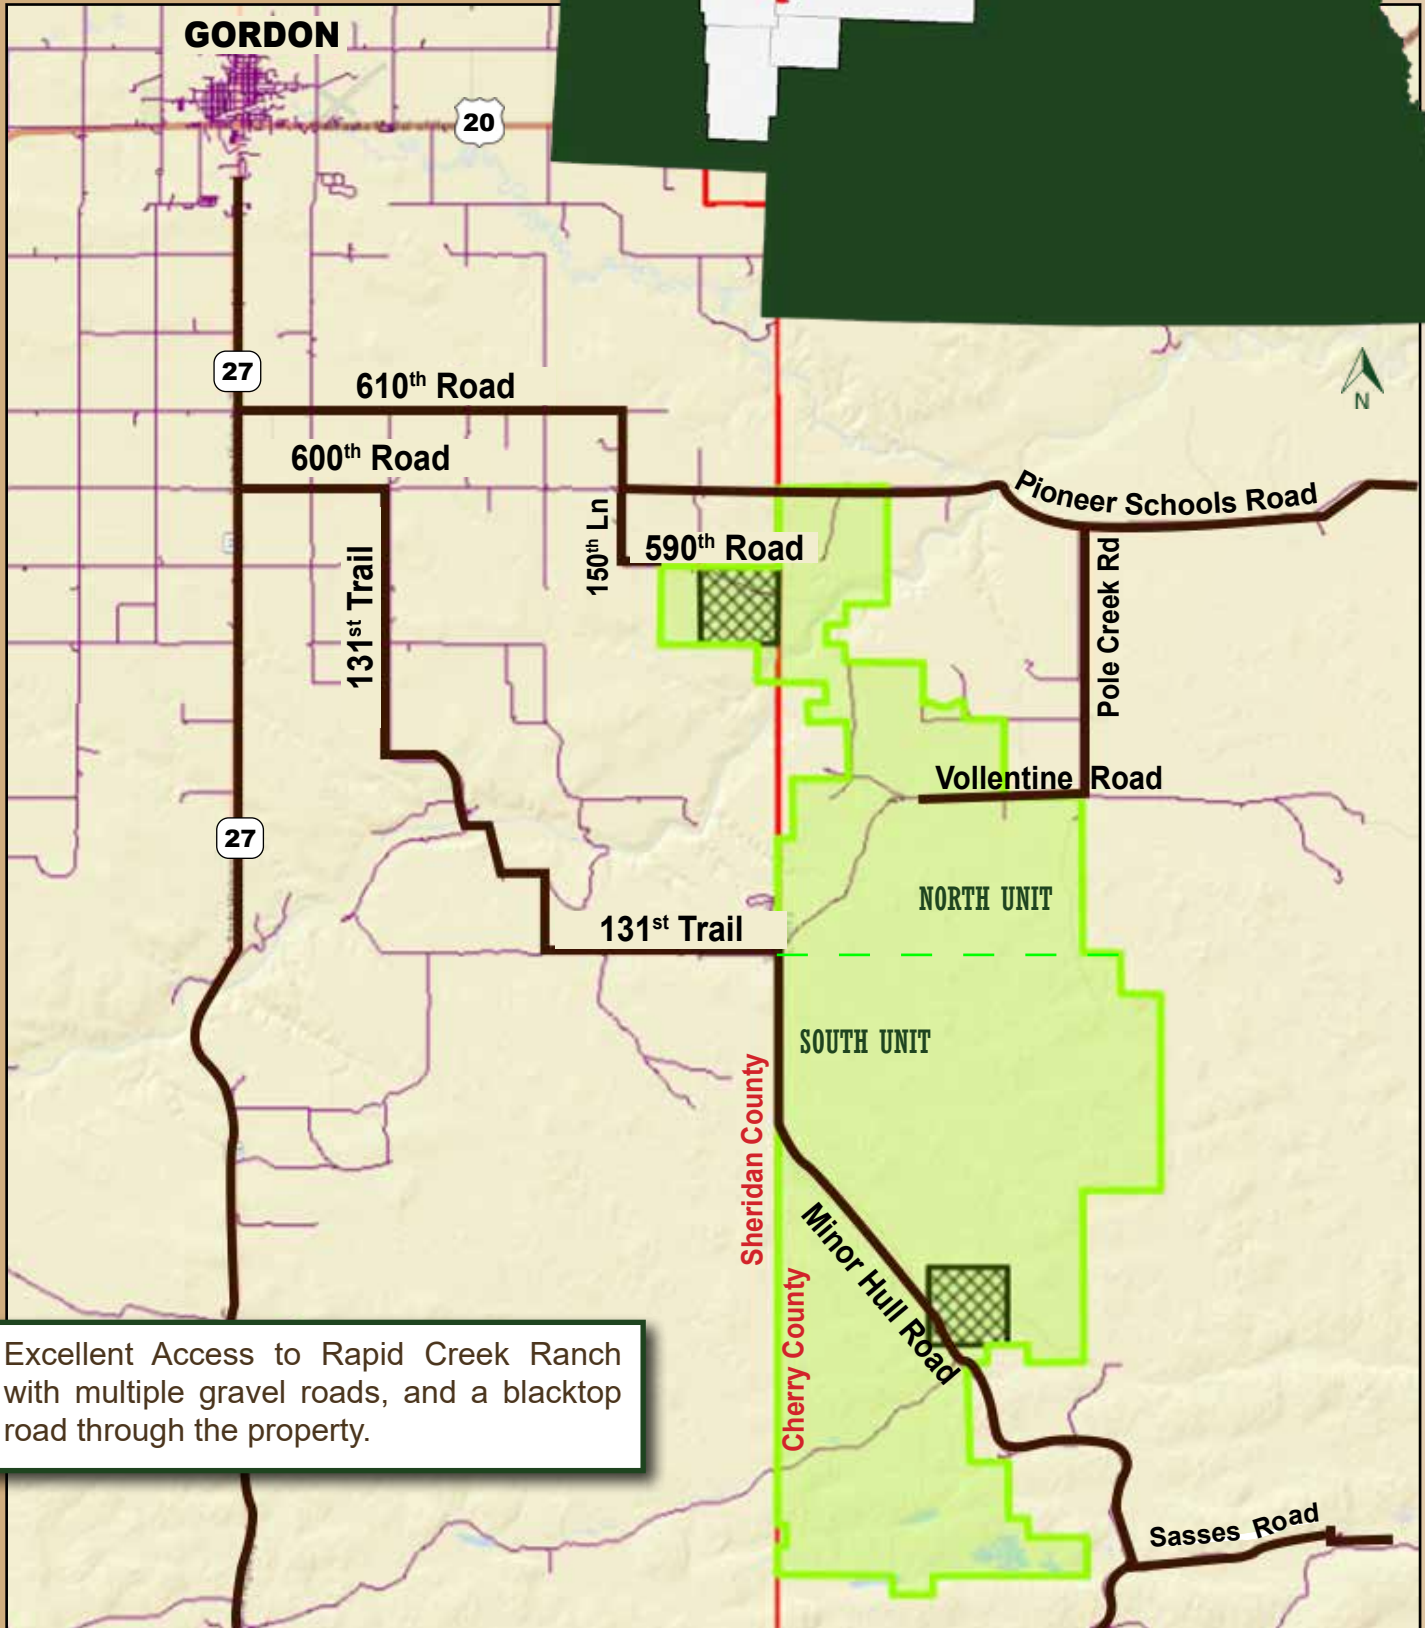 GORDON
20
27
610th Road
600th Road
Pioneer Schools Road
150th Ln
590th Road
131st Trail
Pole Creek Rd
Vollentine Road
27
NORTH UNIT
131st Trail
SOUTH UNIT
Sheridan County
Cherry County
Minor Hull Road
Excellent Access to Rapid Creek Ranch
with multiple gravel roads, and a blacktop
road through the property.
Sasses Road
N